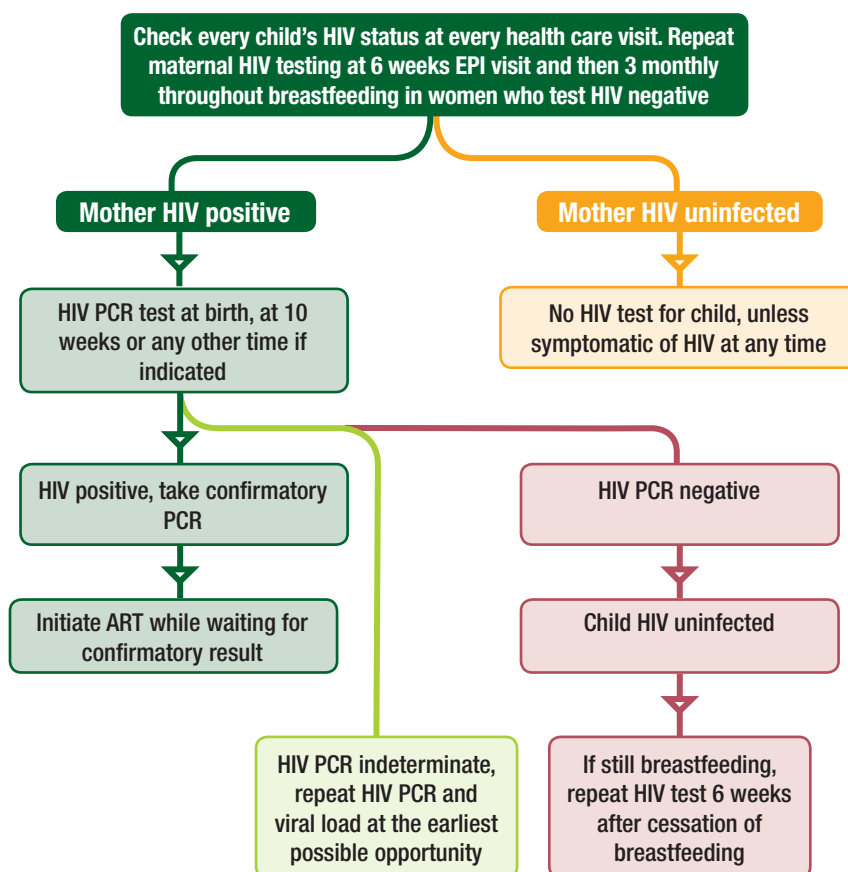 Check every child's HIV status at every health care visit. Repeat
maternal HIV testing at 6 weeks EPI visit and then 3 monthly
throughout breastfeeding in women who test HIV negative
Mother HIV positive
Mother HIV uninfected
HIV PCR test at birth, at 10
weeks or any other time if
indicated
No HIV test for child, unless
symptomatic of HIV at any time
HIV positive, take confirmatory
PCR
HIV PCR negative
Initiate ART while waiting for
confirmatory result
Child HIV uninfected
HIV PCR indeterminate,
repeat HIV PCR and
viral load at the earliest
possible opportunity
If still breastfeeding,
repeat HIV test 6 weeks
after cessation of
breastfeeding